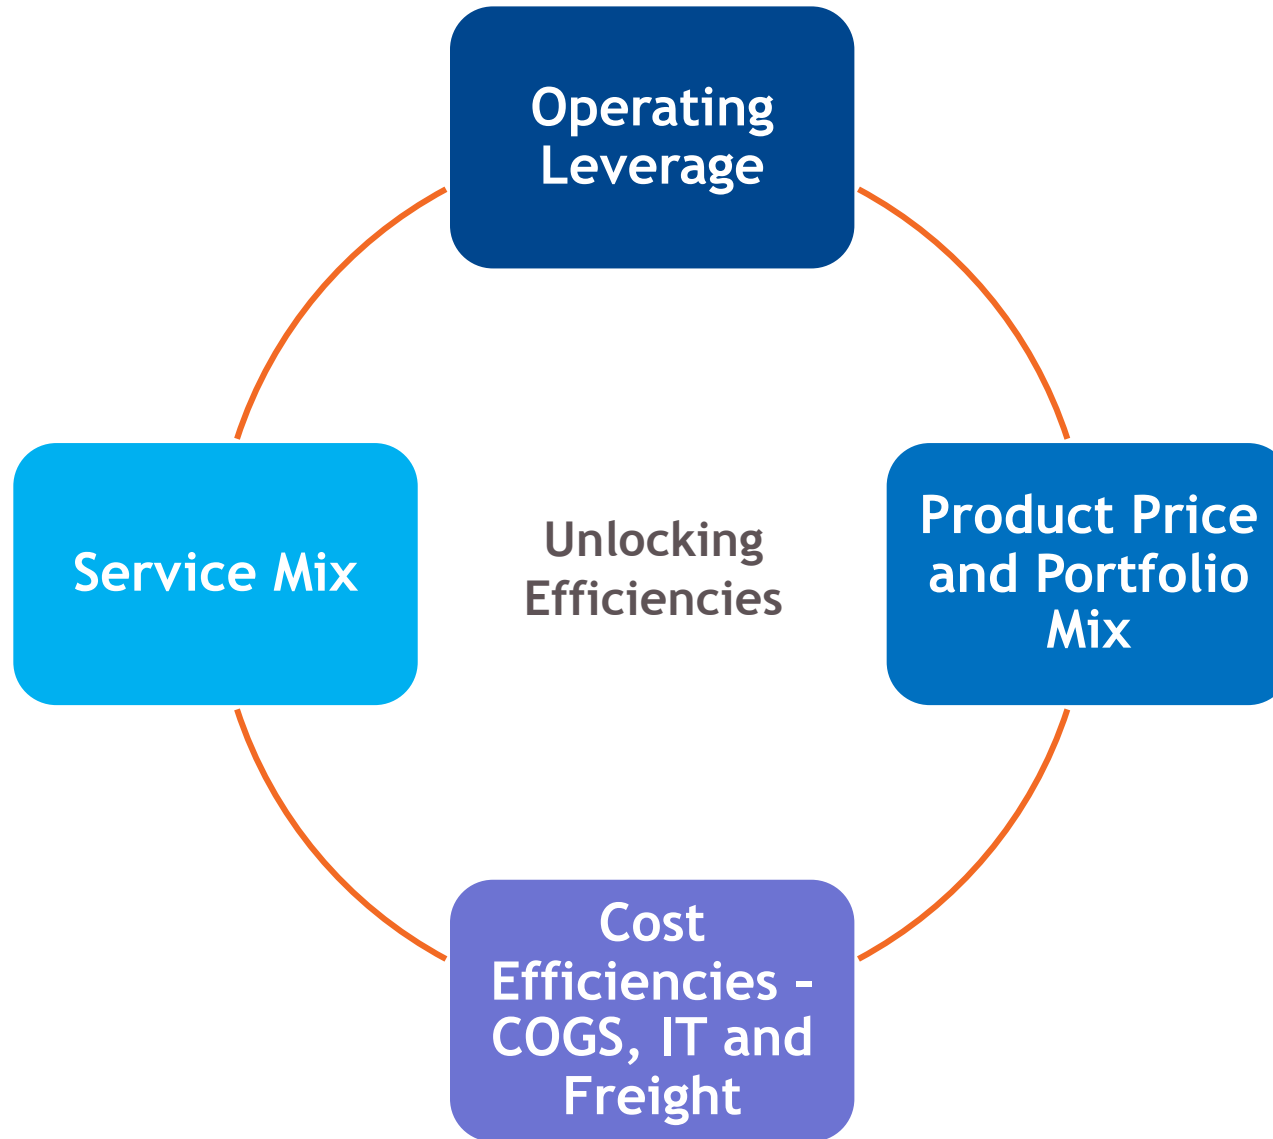 Operating
Leverage
Product Price
and Portfolio
Mix
Unlocking
Efficiencies
Service Mix
Cost
Efficiencies –
COGS, IT and
Freight